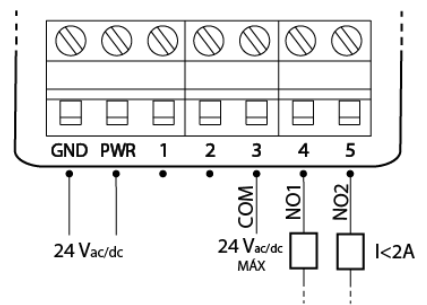 GND PWR 1 2 3 4 5
COM NO1 NO2
24 Vac/dc 24 Vac/dc I<2A
MÁX